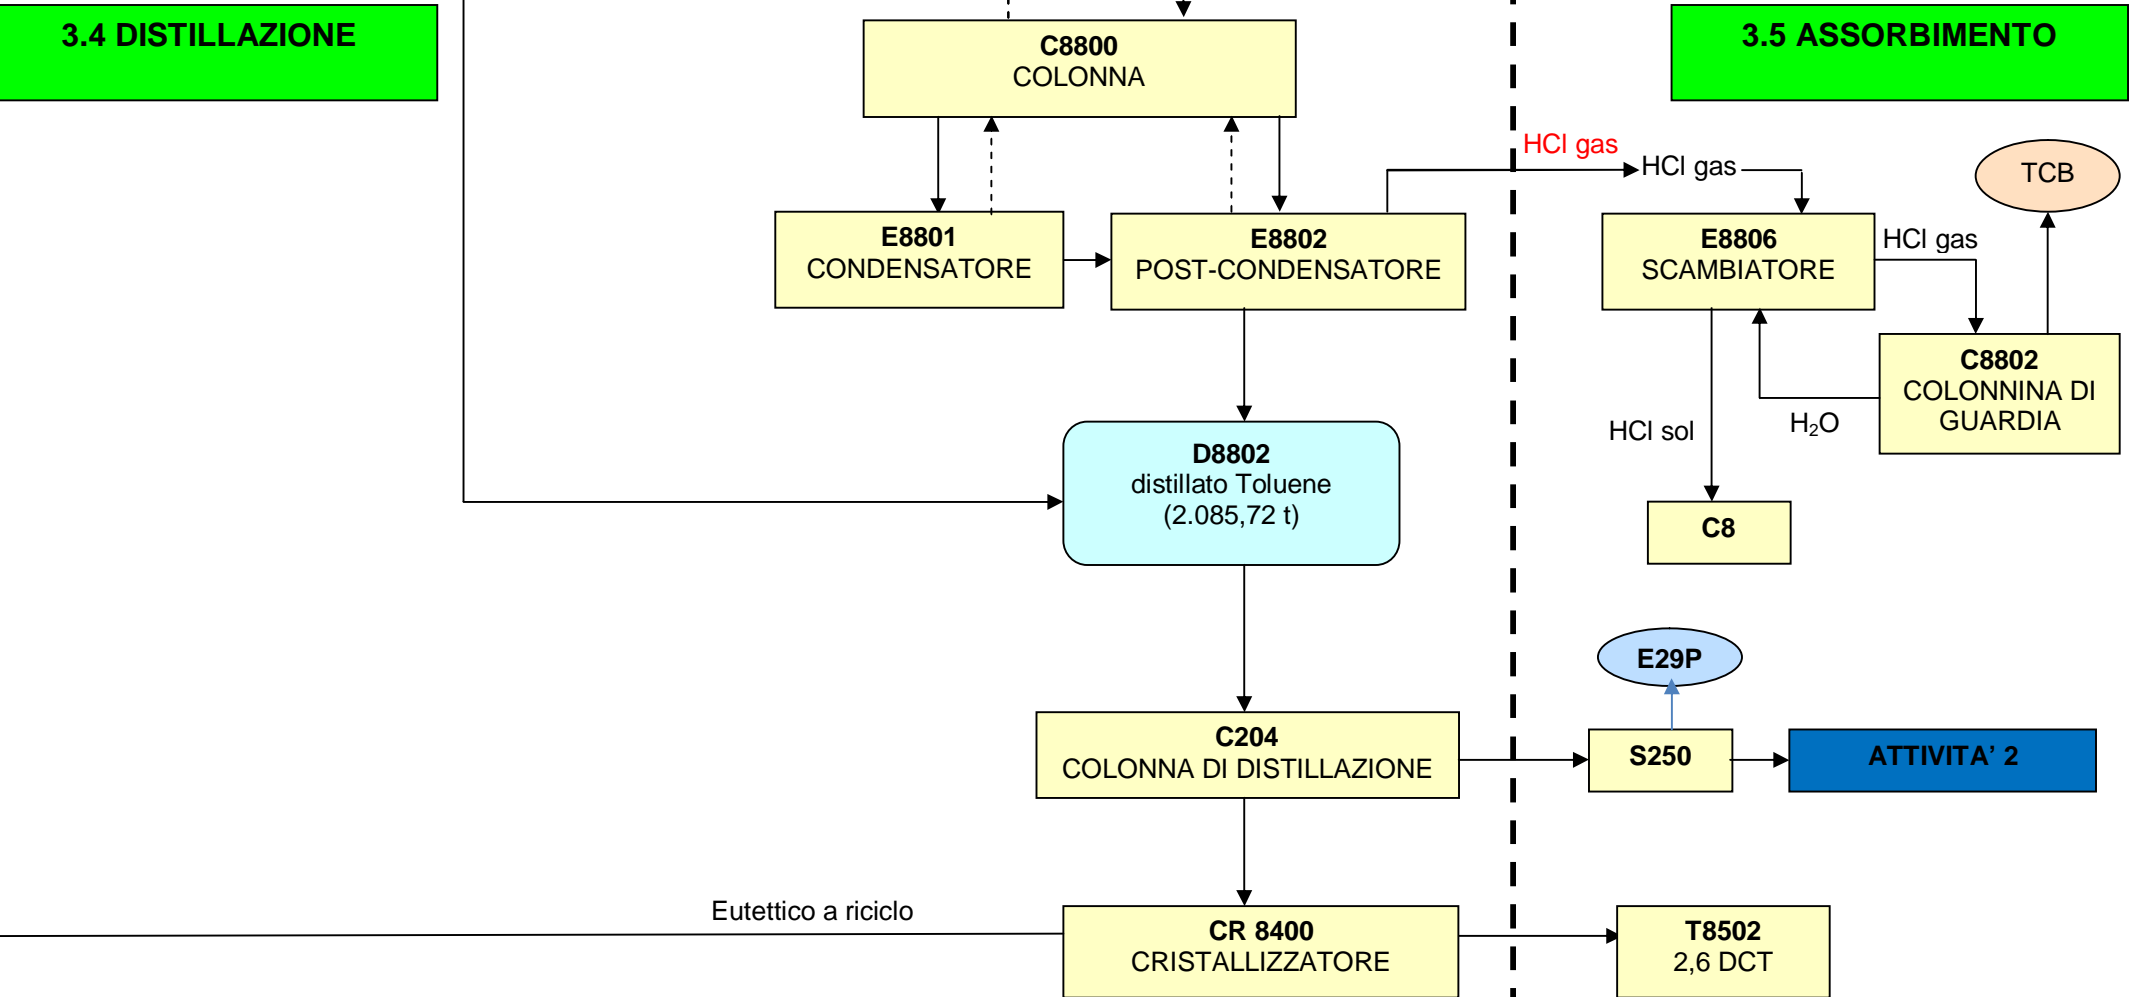 3.4 DISTILLAZIONE
C8800
COLONNA
3.5 ASSORBIMENTO
HCl gas
HCl gas
TCB
E8801
CONDENSATORE
E8802
POST-CONDENSATORE
E8806
SCAMBIATORE
HCl gas
C8802
COLONNINA DI
GUARDIA
HCl sol
H₂O
D8802
distillato Toluene
(2.085,72 t)
C8
E29P
C204
COLONNA DI DISTILLAZIONE
S250
ATTIVITA’ 2
Eutettico a riciclo
CR 8400
CRISTALLIZZATORE
T8502
2,6 DCT